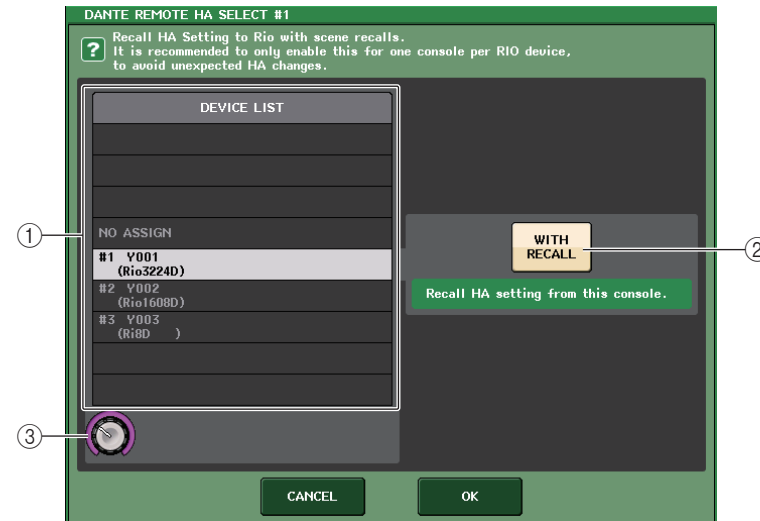 DANTE REMOTE HA SELECT #1
? Recall HA Setting to Rio with scene recalls.
It is recommended to only enable this for one console per RIO device,
to avoid unexpected HA changes.
DEVICE LIST
NO ASSIGN
#1 Y001
(Rio3224D)
#2 Y002
(Rio1608D)
#3 Y003
(Ri8D )
WITH
RECALL
Recall HA setting from this console.
①
②
③
CANCEL
OK